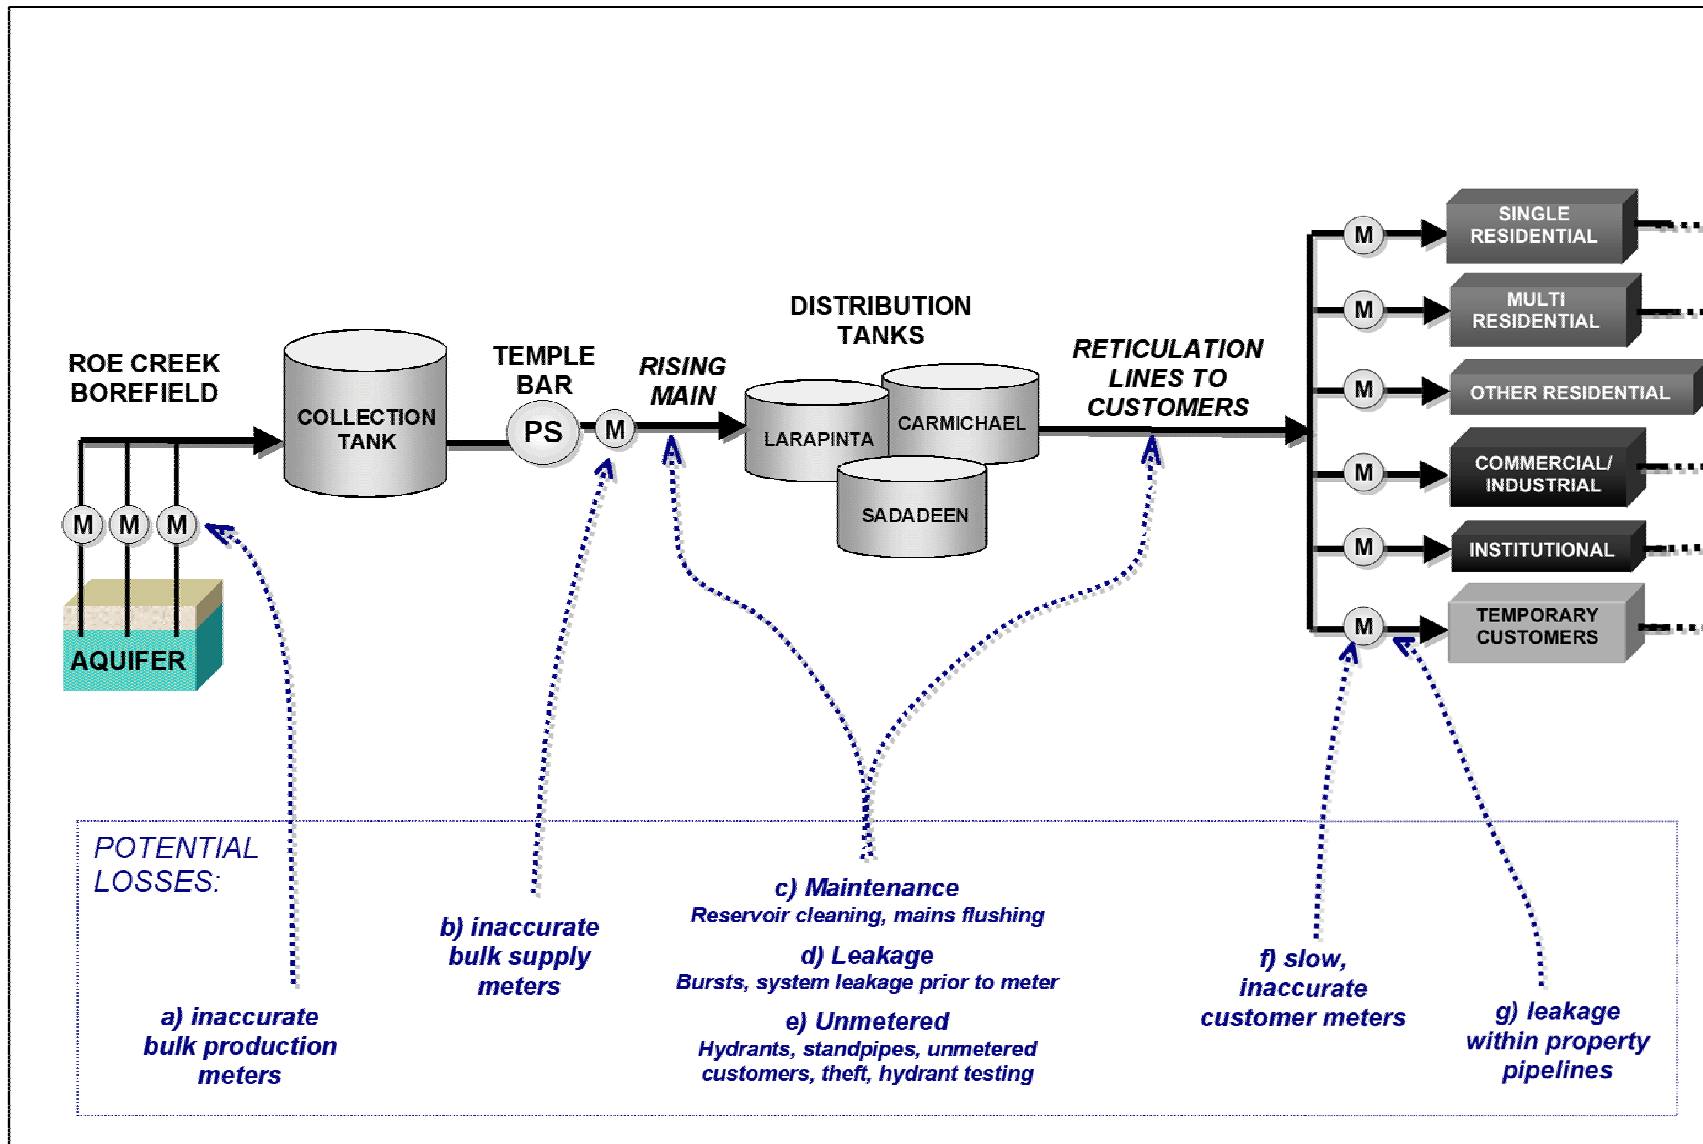 ROE CREEK
BOREFIELD
COLLECTION
TANK
TEMPLE
BAR
PS
M
RISING
MAIN
DISTRIBUTION
TANKS
LARAPINTA
CARMICHAEL
SADADEEN
RETICULATION
LINES TO
CUSTOMERS
M
SINGLE
RESIDENTIAL
M
MULTI
RESIDENTIAL
M
OTHER RESIDENTIAL
M
COMMERCIAL/
INDUSTRIAL
M
INSTITUTIONAL
M
TEMPORARY
CUSTOMERS
M M M
AQUIFER
POTENTIAL
LOSSES:
a) inaccurate
bulk production
meters
b) inaccurate
bulk supply
meters
c) Maintenance
Reservoir cleaning, mains flushing
d) Leakage
Bursts, system leakage prior to meter
e) Unmetered
Hydrants, standpipes, unmetered
customers, theft, hydrant testing
f) slow,
inaccurate
customer meters
g) leakage
within property
pipelines